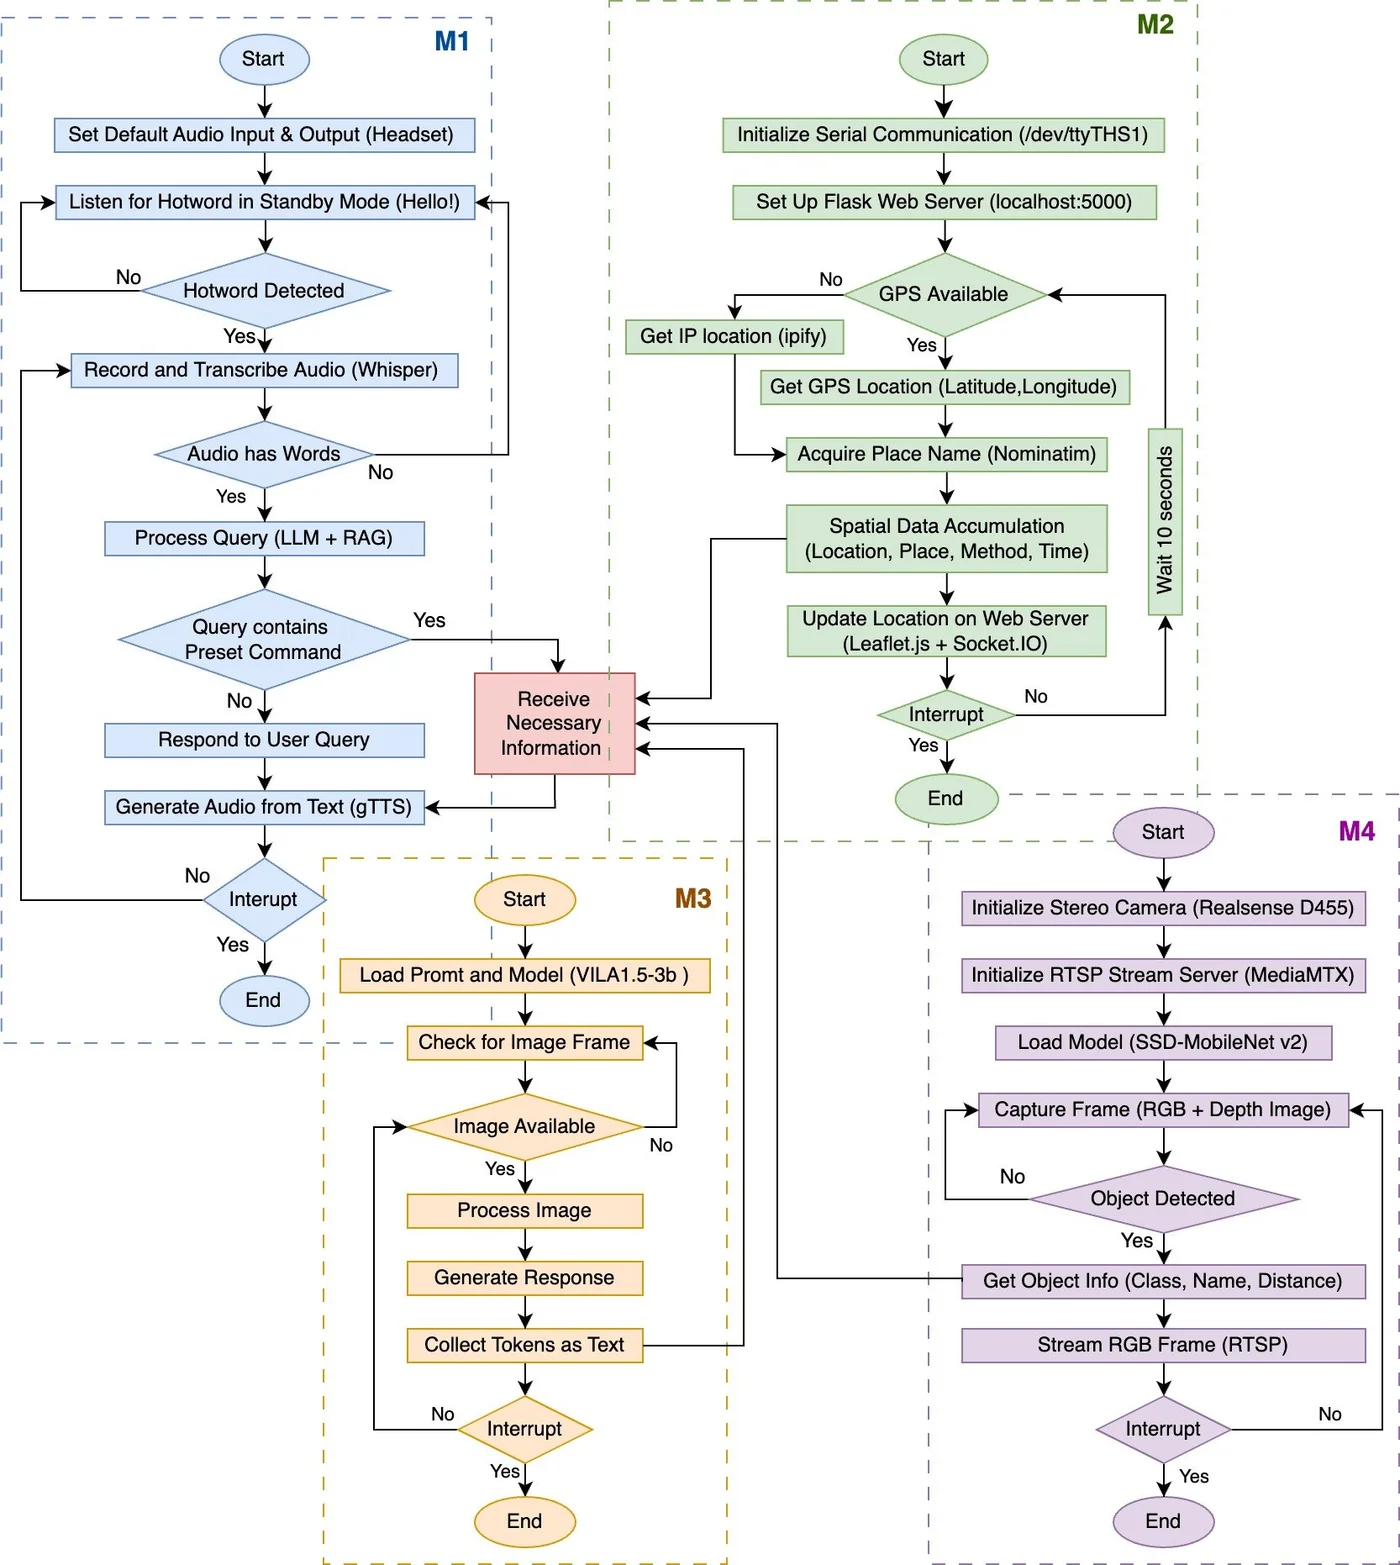 M1
Start
Set Default Audio Input & Output (Headset)
Listen for Hotword in Standby Mode (Hello!)
No
Hotword Detected
Yes
Record and Transcribe Audio (Whisper)
Audio has Words
No
Yes
Process Query (LLM + RAG)
Query contains
Preset Command
Yes
No
Respond to User Query
Generate Audio from Text (gTTS)
No
Interupt
Yes
End
Receive
Necessary
Information
M2
Start
Initialize Serial Communication (/dev/ttyTHS1)
Set Up Flask Web Server (localhost:5000)
No
GPS Available
Get IP location (ipify)
Yes
Get GPS Location (Latitude,Longitude)
Acquire Place Name (Nominatim)
Spatial Data Accumulation
(Location, Place, Method, Time)
Wait 10 seconds
Update Location on Web Server
(Leaflet.js + Socket.IO)
Interrupt
No
Yes
End
M3
Start
Load Promt and Model (VILA1.5-3b )
Check for Image Frame
Image Available
No
Yes
Process Image
Generate Response
Collect Tokens as Text
No
Interrupt
Yes
End
M4
Start
Initialize Stereo Camera (Realsense D455)
Initialize RTSP Stream Server (MediaMTX)
Load Model (SSD-MobileNet v2)
Capture Frame (RGB + Depth Image)
No
Object Detected
Yes
Get Object Info (Class, Name, Distance)
Stream RGB Frame (RTSP)
Interrupt
No
Yes
End